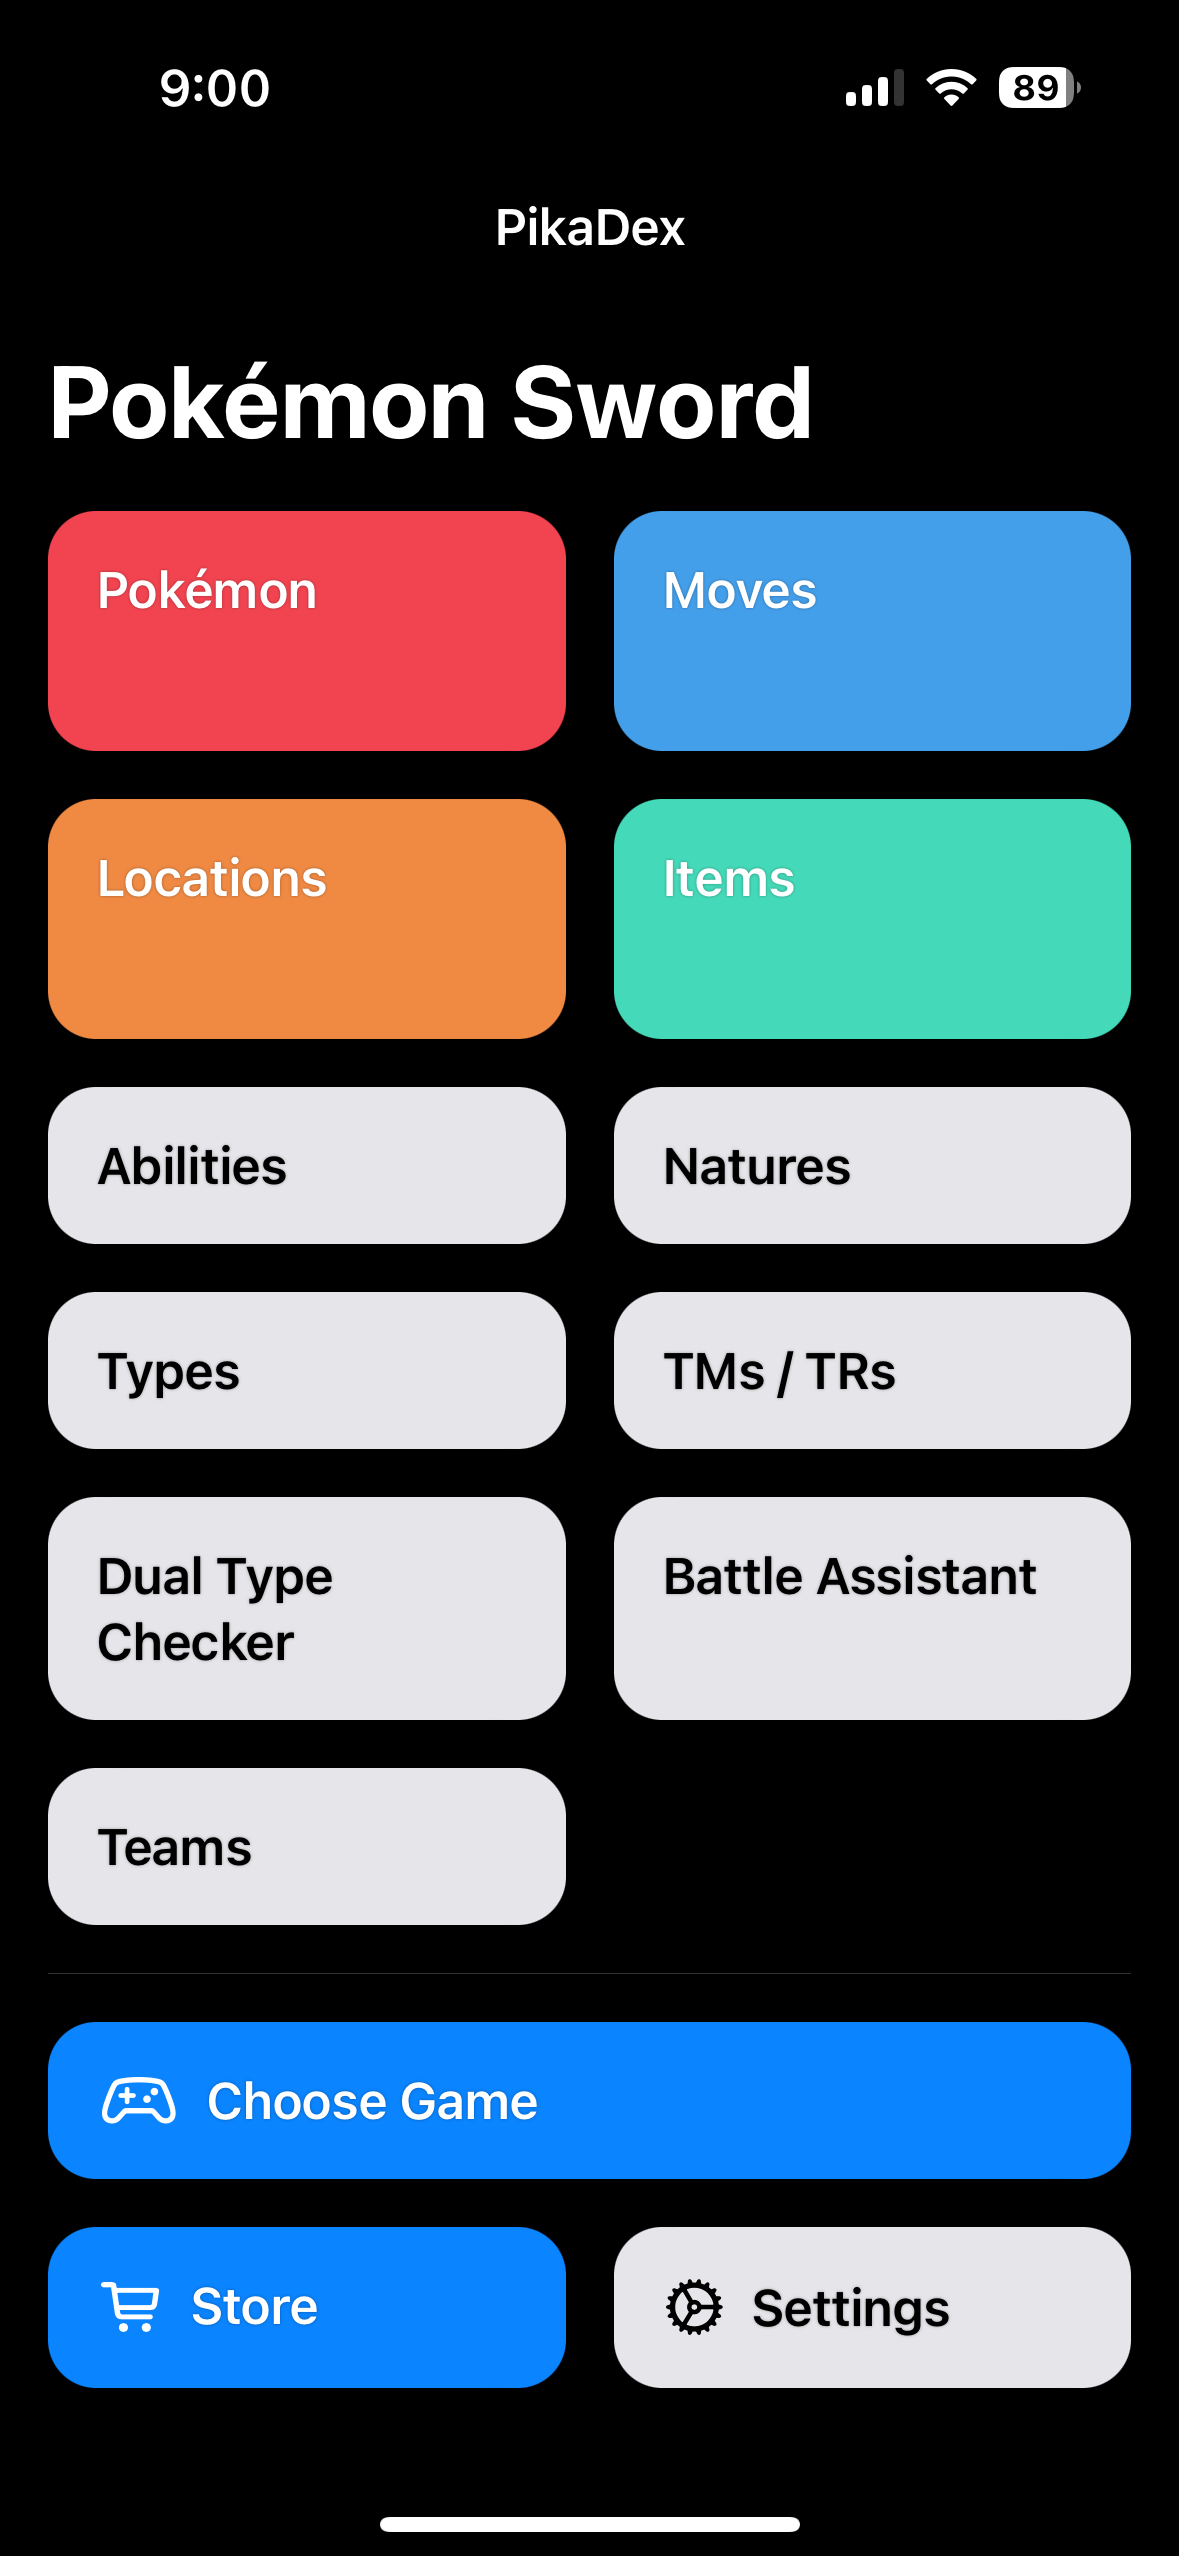 9:00
89
PikaDex
Pokémon Sword
Pokémon
Moves
Locations
Items
Abilities
Natures
Types
TMs / TRs
Dual Type
Checker
Battle Assistant
Teams
Choose Game
Store
Settings